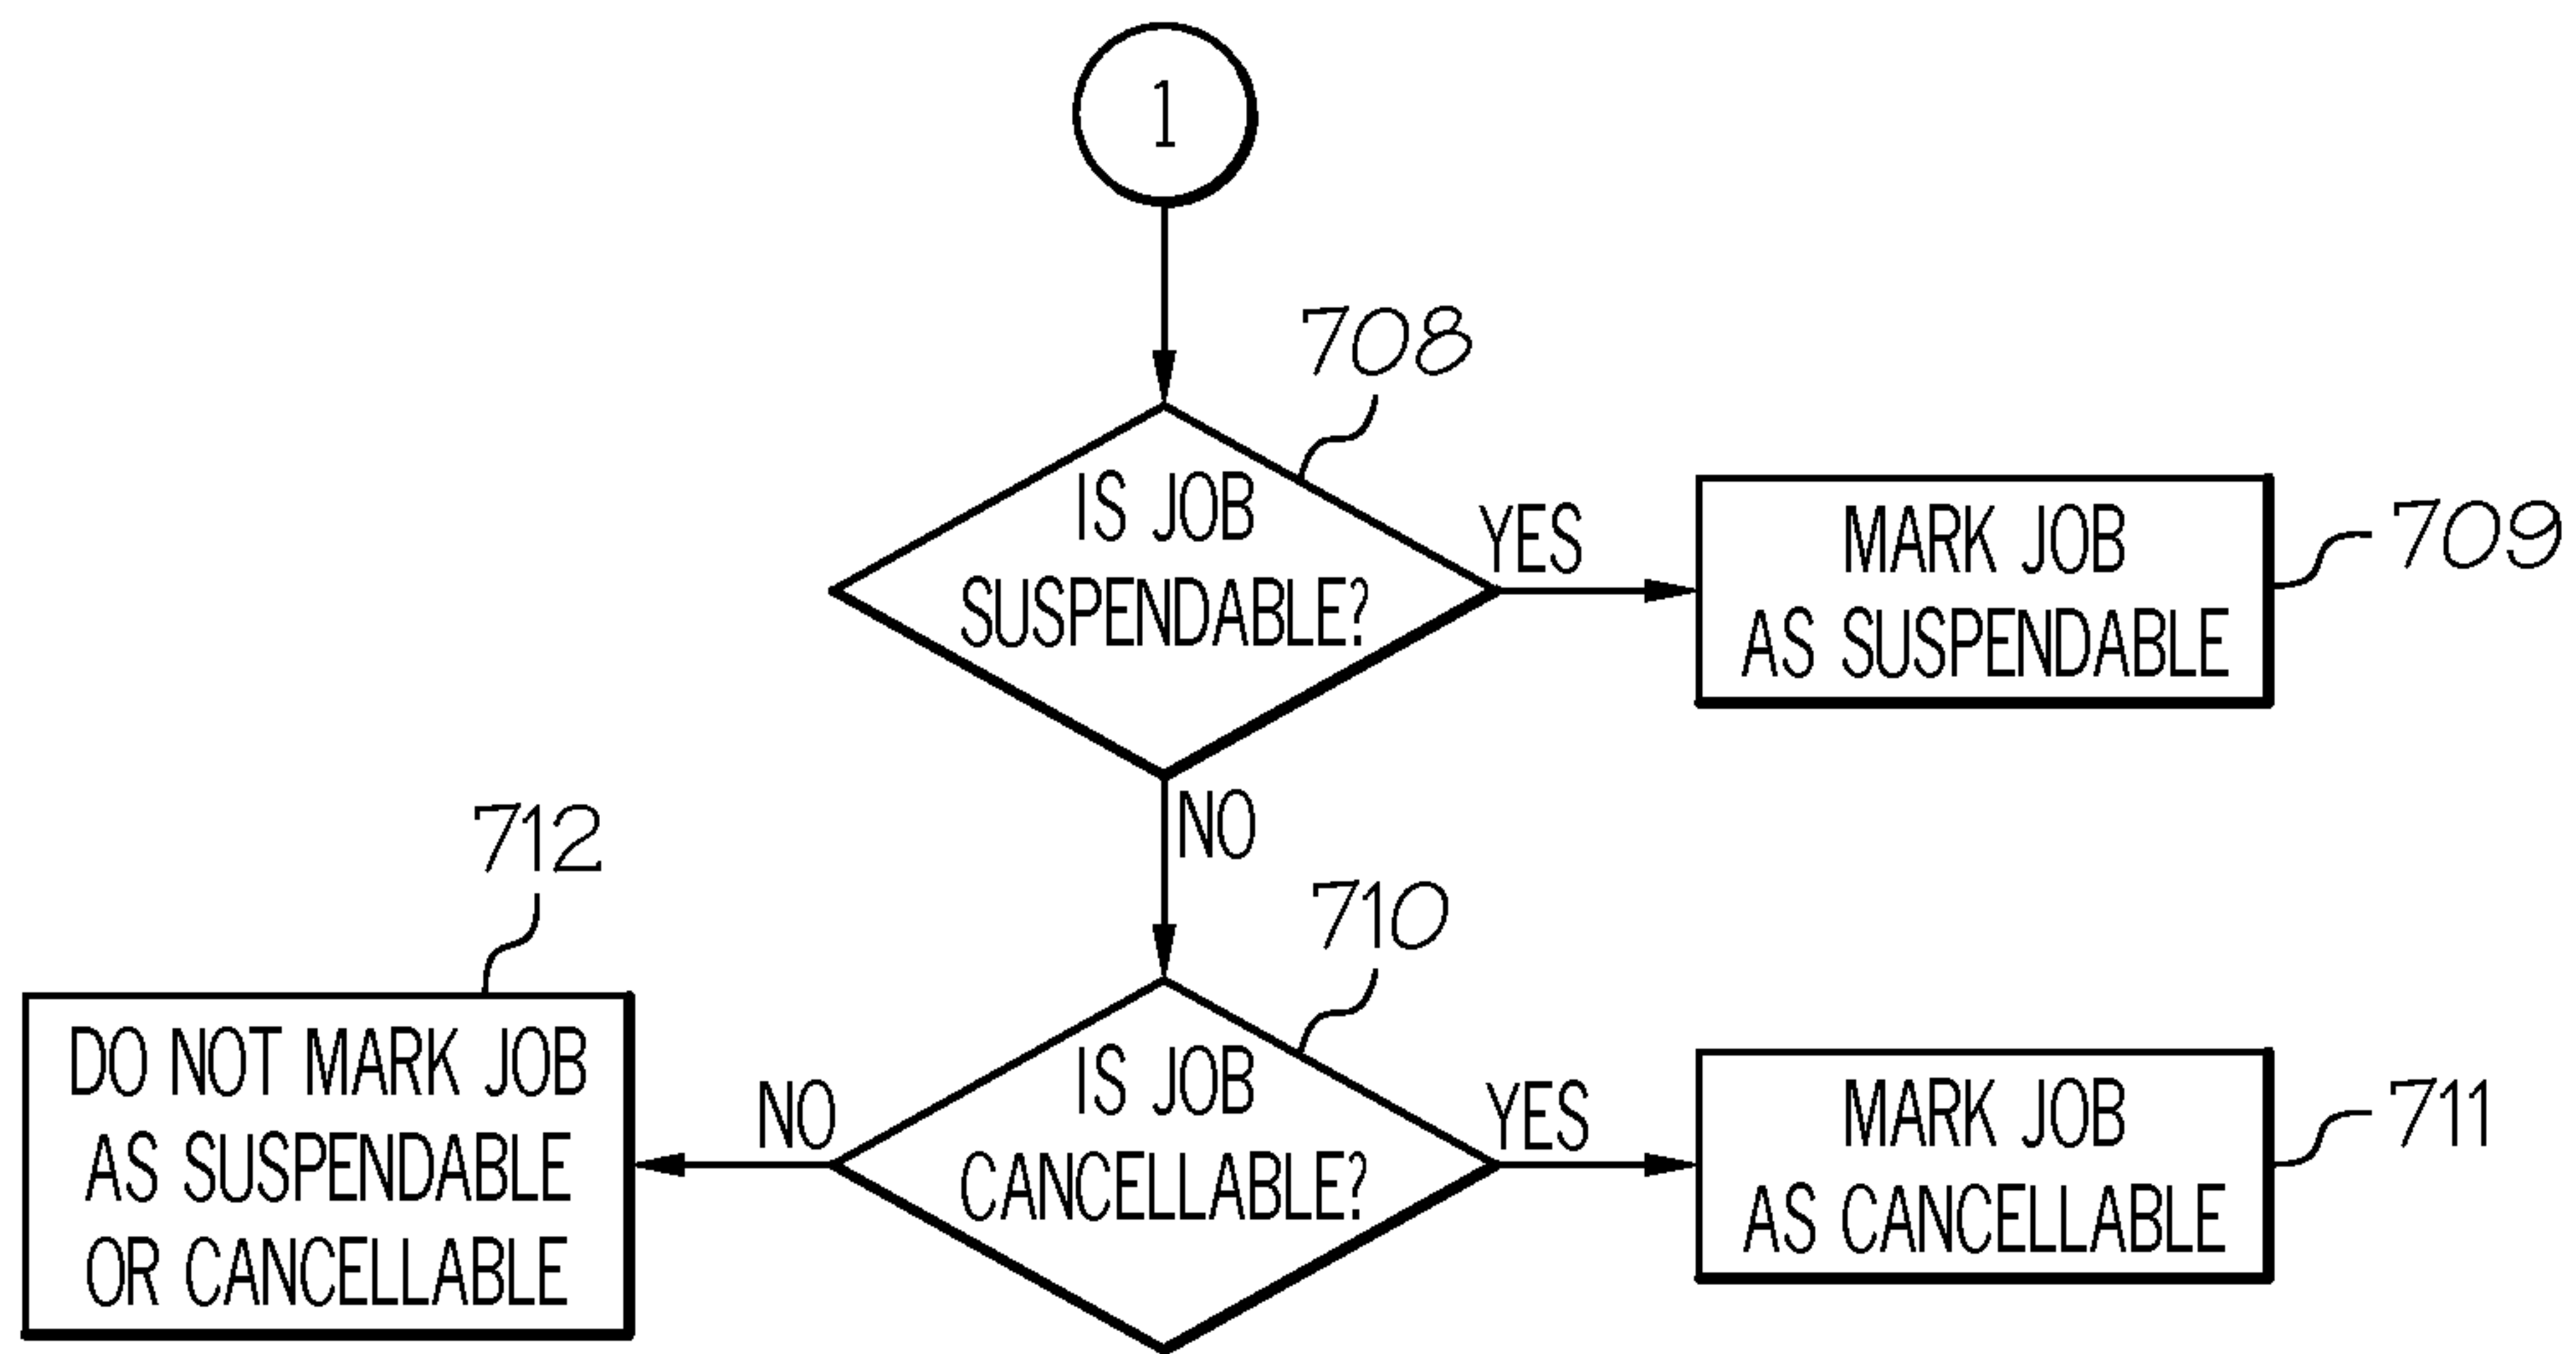 1
708
IS JOB
SUSPENDABLE?
YES
MARK JOB
AS SUSPENDABLE
709
NO
712
710
DO NOT MARK JOB
AS SUSPENDABLE
OR CANCELLABLE
NO
IS JOB
CANCELLABLE?
YES
MARK JOB
AS CANCELLABLE
711